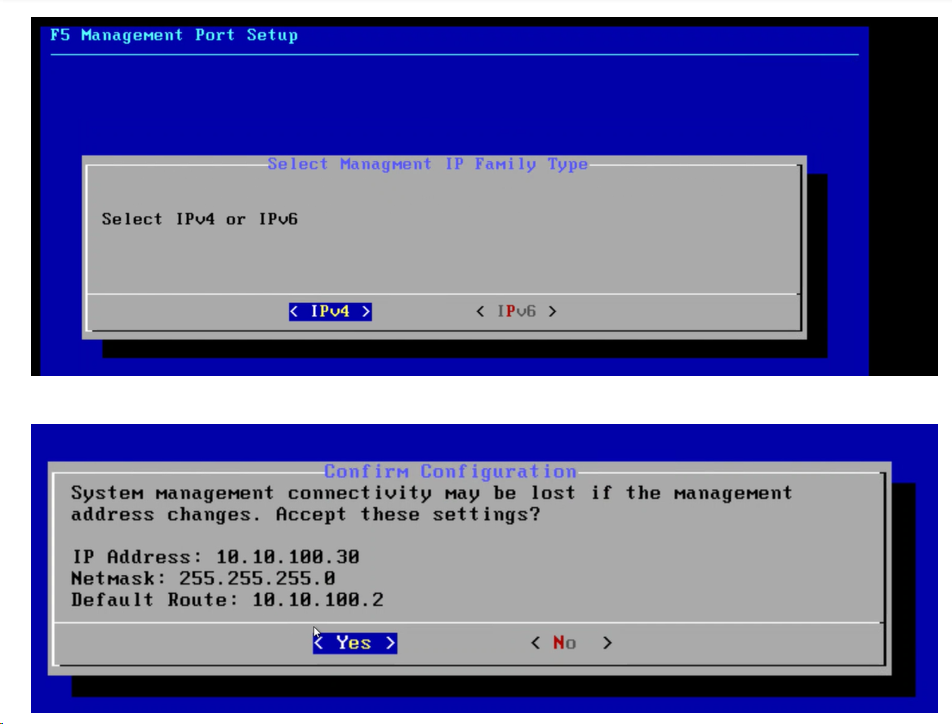 F5 Management Port Setup
Select Managment IP Family Type
Select IPv4 or IPv6
< IPv4 > < IPv6 >
Confirm Configuration
System management connectivity may be lost if the management
address changes. Accept these settings?
IP Address: 10.10.100.30
Netmask: 255.255.255.0
Default Route: 10.10.100.2
< Yes > < No >